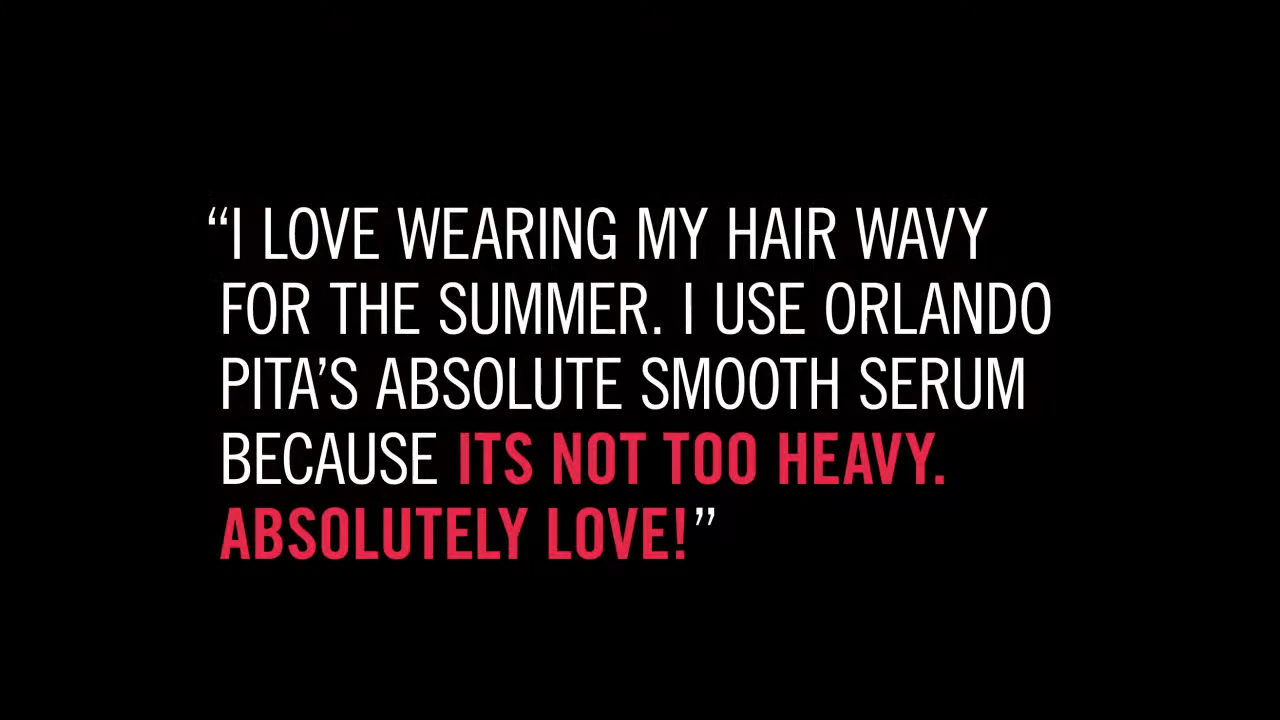 “I LOVE WEARING MY HAIR WAVY
FOR THE SUMMER. I USE ORLANDO
PITA’S ABSOLUTE SMOOTH SERUM
BECAUSE ITS NOT TOO HEAVY.
ABSOLUTELY LOVE!”